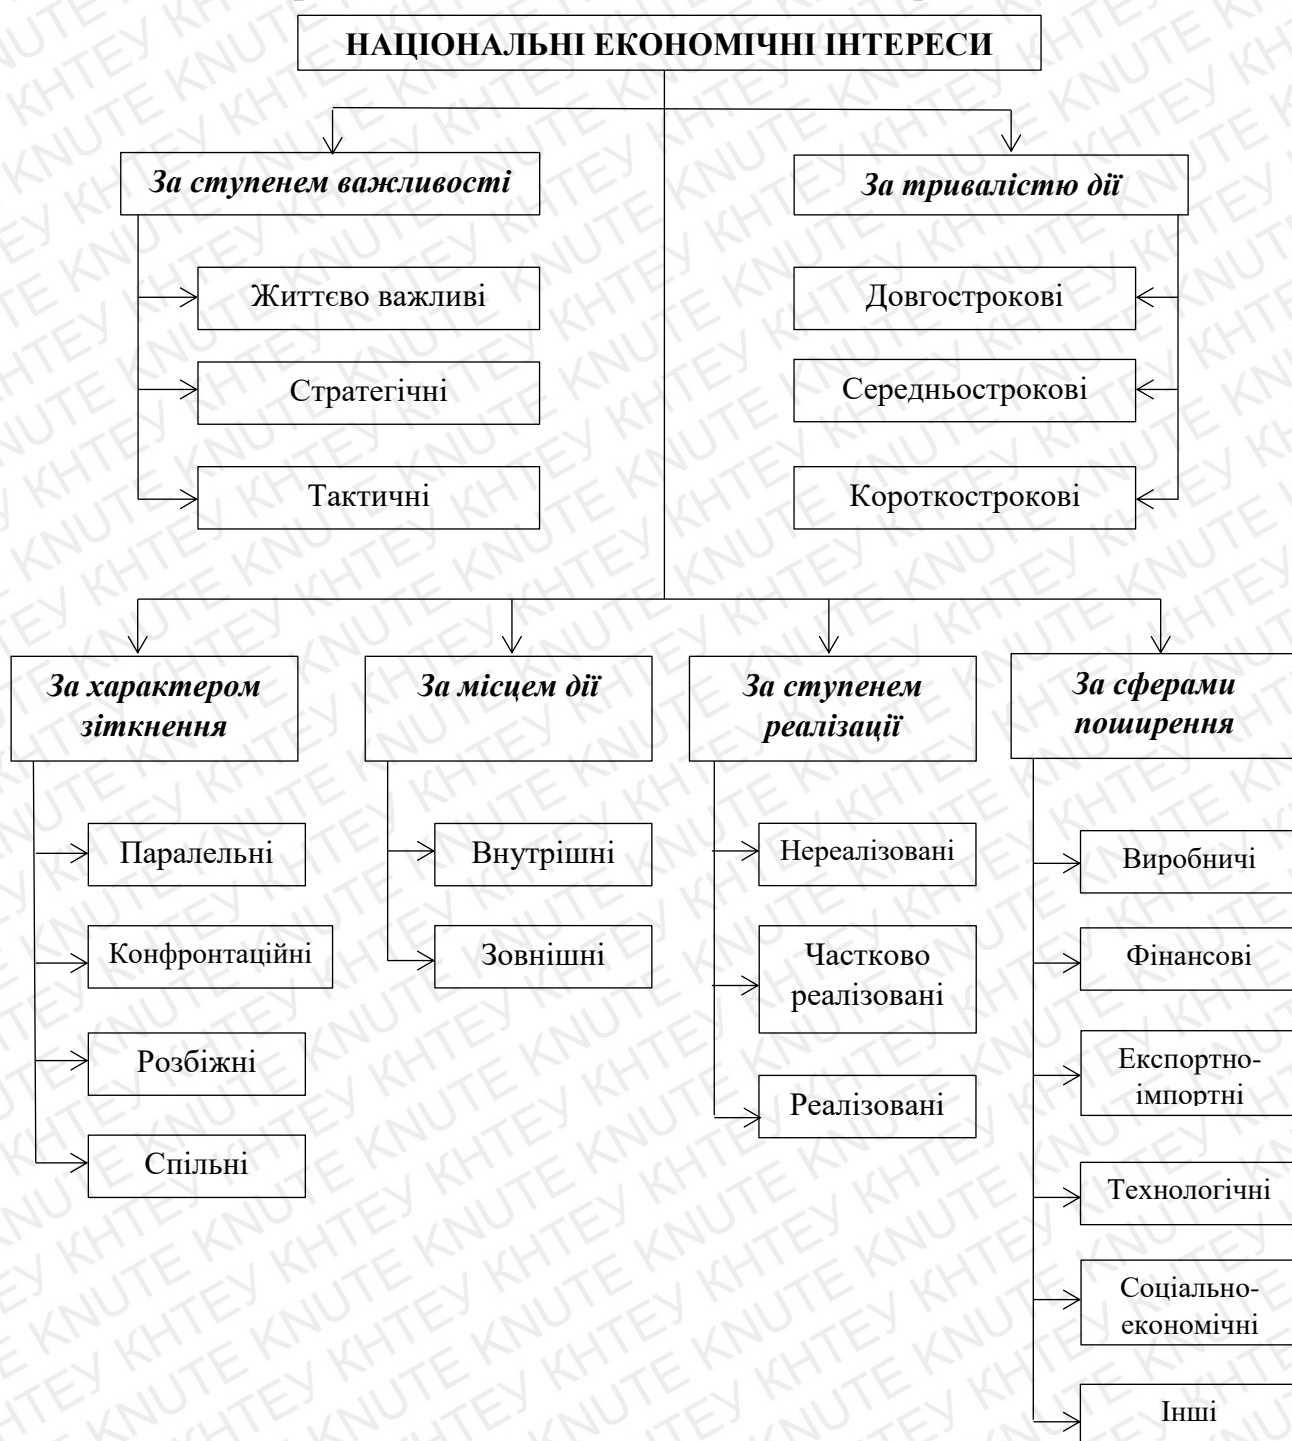 НАЦІОНАЛЬНІ ЕКОНОМІЧНІ ІНТЕРЕСИ
За ступенем важливості
Життєво важливі
Стратегічні
Тактичні
За тривалістю дії
Довгострокові
Середньострокові
Короткострокові
За характером
зіткнення
Паралельні
Конфронтаційні
Розбіжні
Спільні
За місцем дії
Внутрішні
Зовнішні
За ступенем
реалізації
Нереалізовані
Частково
реалізовані
Реалізовані
За сферами
поширення
Виробничі
Фінансові
Експортно-
імпортні
Технологічні
Соціально-
економічні
Інші